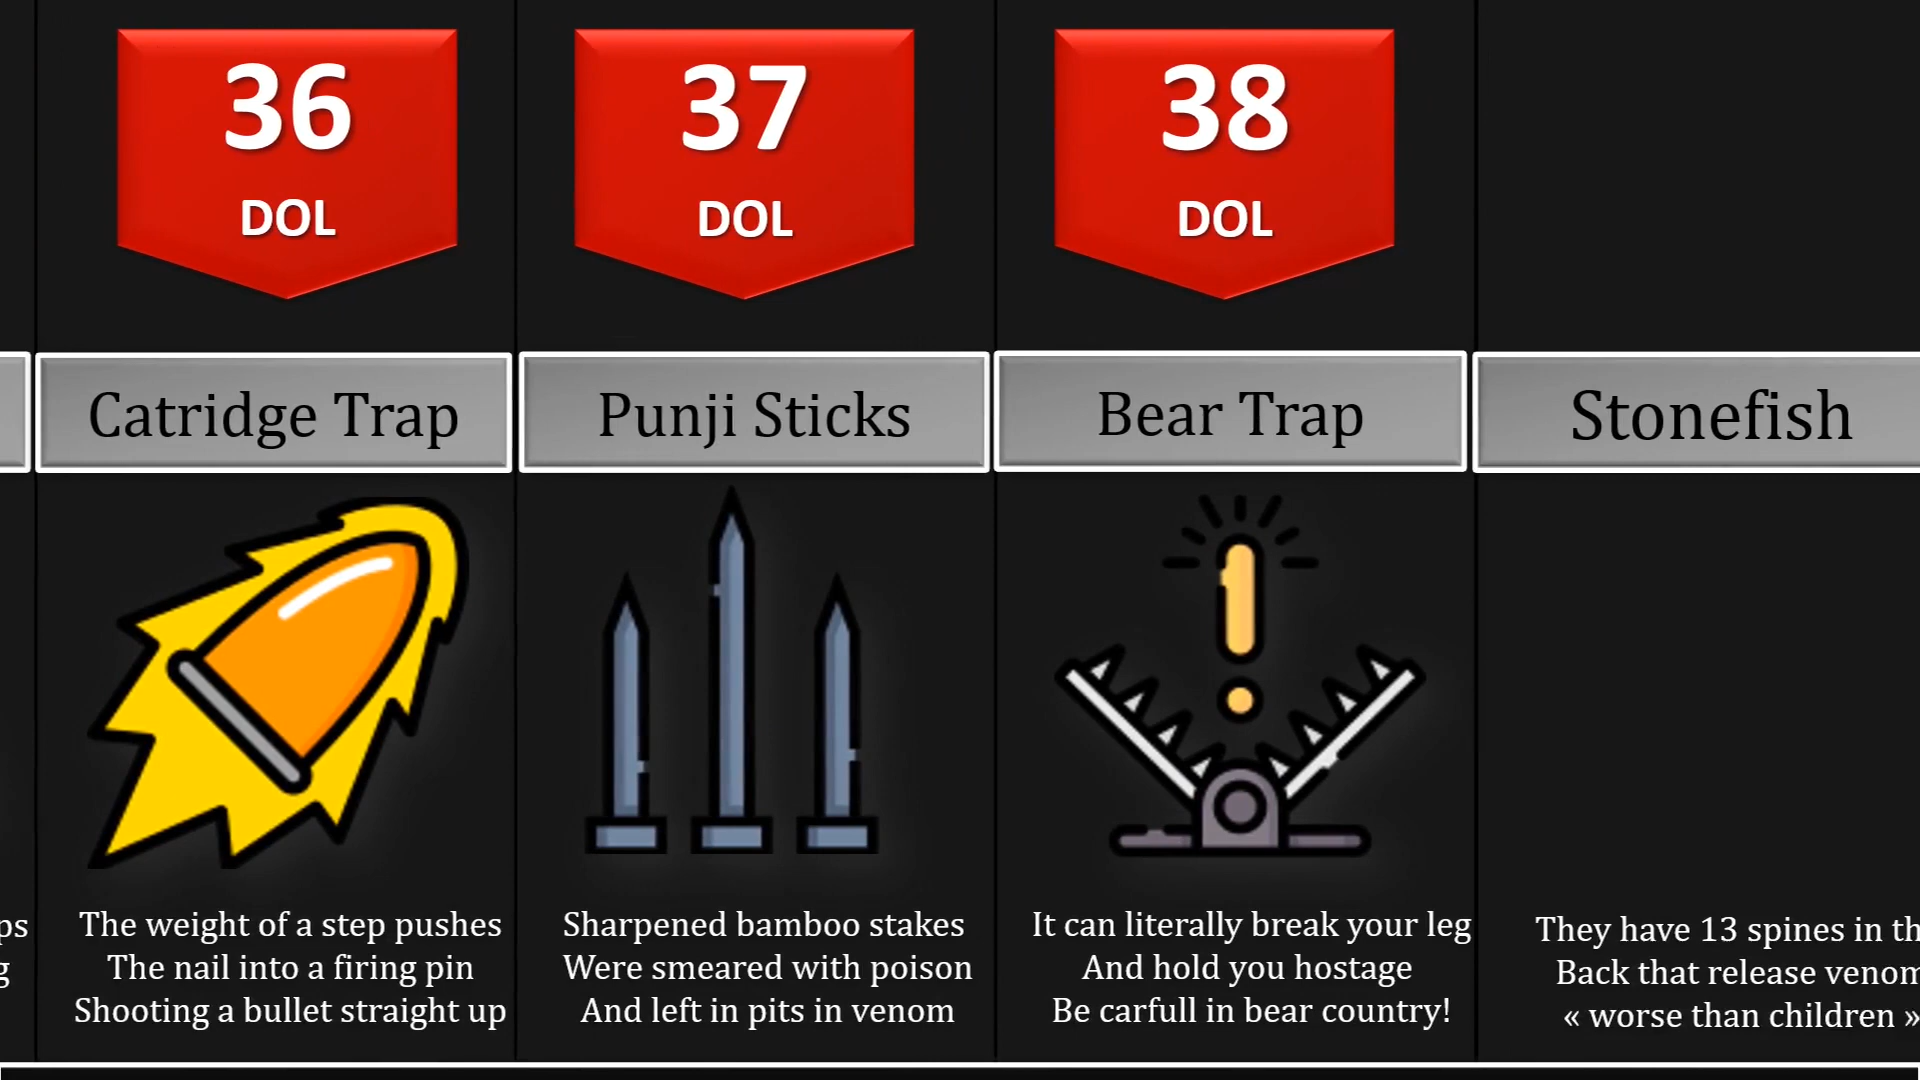 36
DOL
37
DOL
38
DOL
Catridge Trap
Punji Sticks
Bear Trap
Stonefish
The weight of a step pushes
The nail into a firing pin
Shooting a bullet straight up
Sharpened bamboo stakes
Were smeared with poison
And left in pits in venom
It can literally break your leg
And hold you hostage
Be carfull in bear country!
They have 13 spines in
Back that release venom
« worse than children »